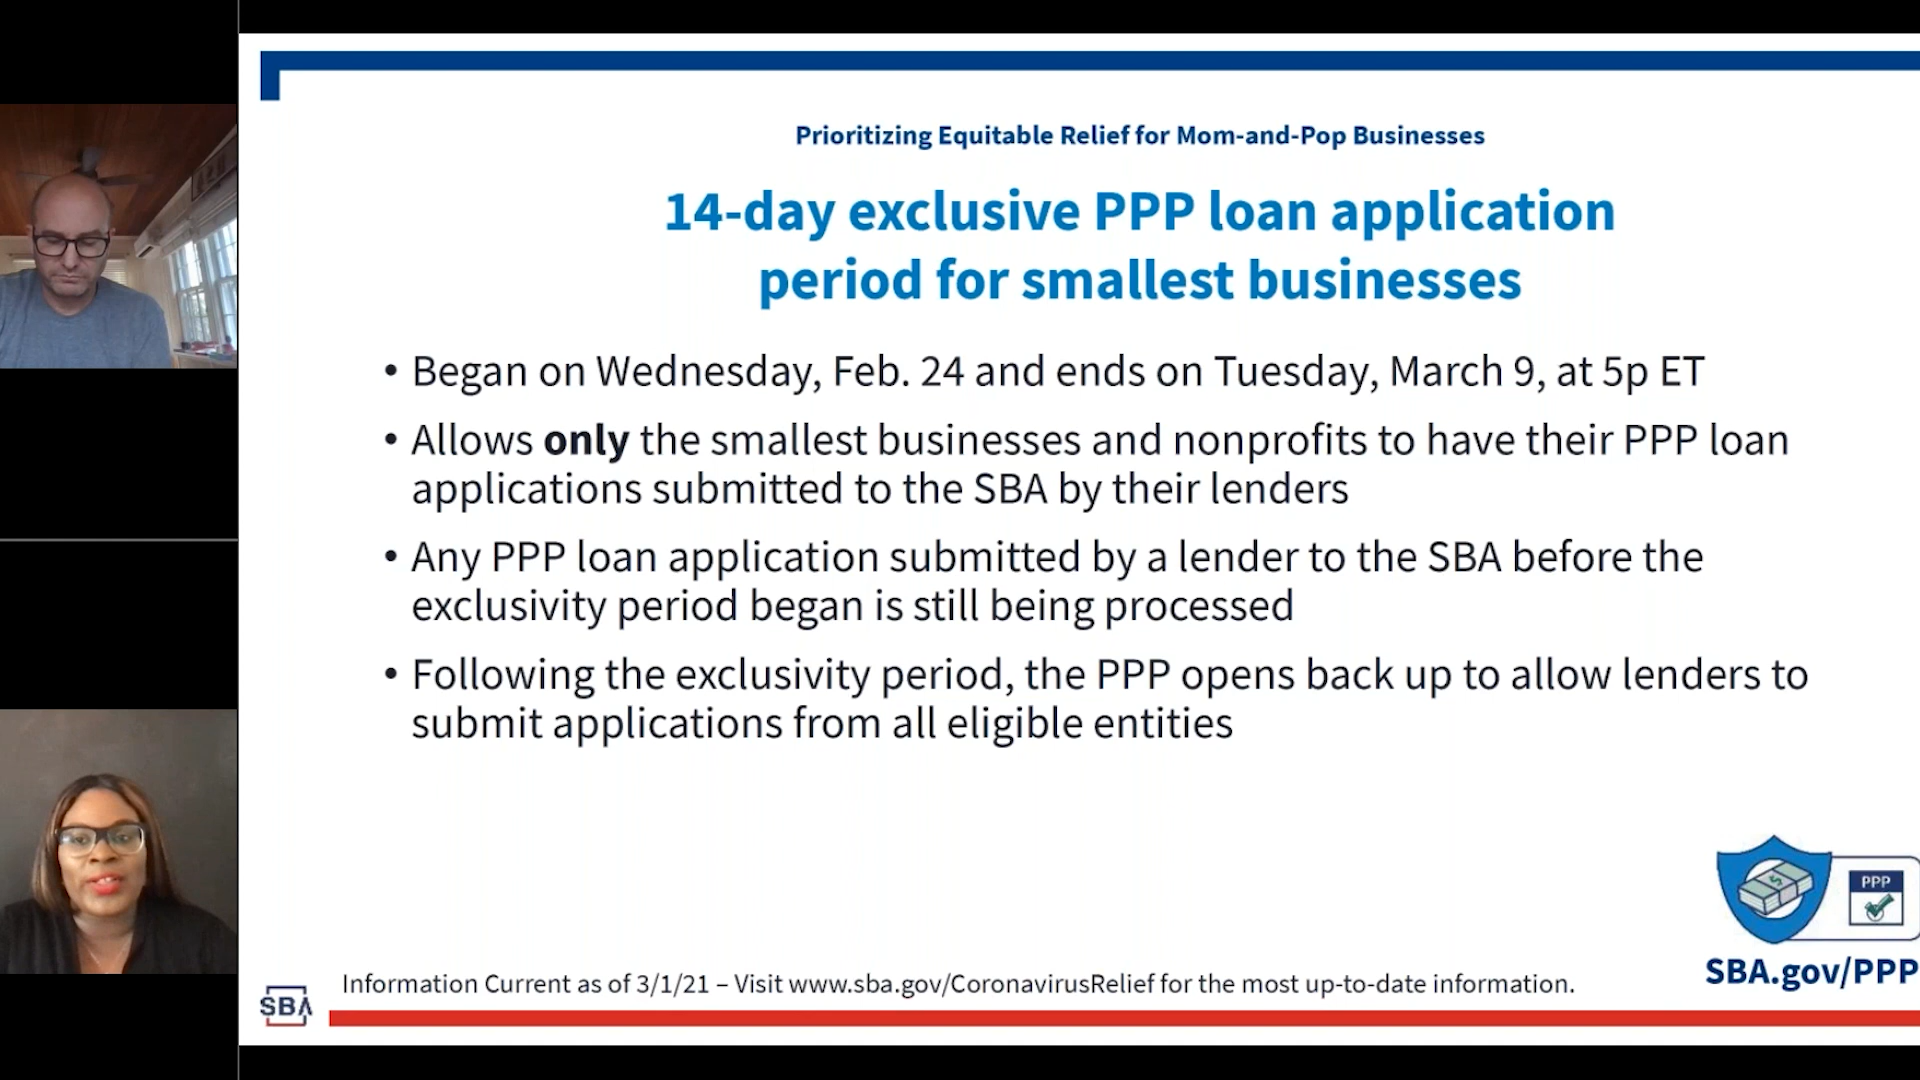 Prioritizing Equitable Relief for Mom-and-Pop Businesses
14-day exclusive PPP loan application
period for smallest businesses
• Began on Wednesday, Feb. 24 and ends on Tuesday, March 9, at 5p ET
• Allows only the smallest businesses and nonprofits to have their PPP loan
applications submitted to the SBA by their lenders
• Any PPP loan application submitted by a lender to the SBA before the
exclusivity period began is still being processed
• Following the exclusivity period, the PPP opens back up to allow lenders to
submit applications from all eligible entities
PPP
SBA.gov/PPP
Information Current as of 3/1/21 – Visit www.sba.gov/CoronavirusRelief for the most up-to-date information.
SBA